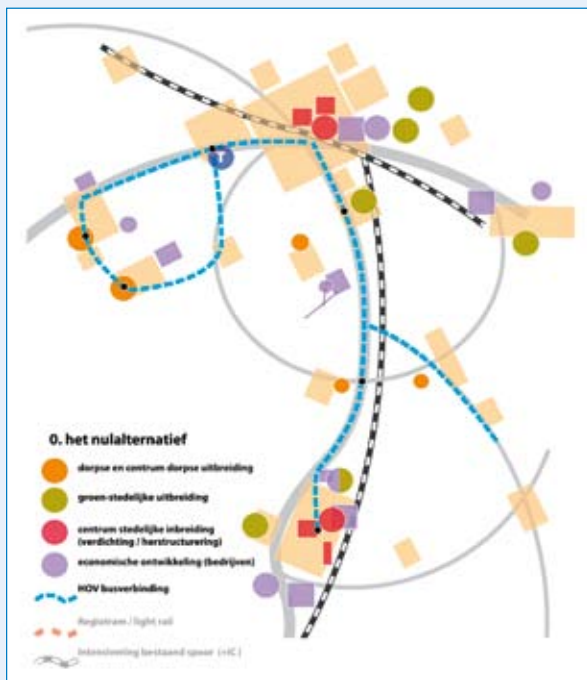 T
0. het nulalternatief
dorpse en centrum dorpse uitbreiding
groen-stedelijke uitbreiding
centrum stedelijke inbreiding
(verdichting / herstructurering)
economische ontwikkeling (bedrijven)
HOV busverbinding
Regiotram / light rail
Intensivering bestaand spoor (+IC)